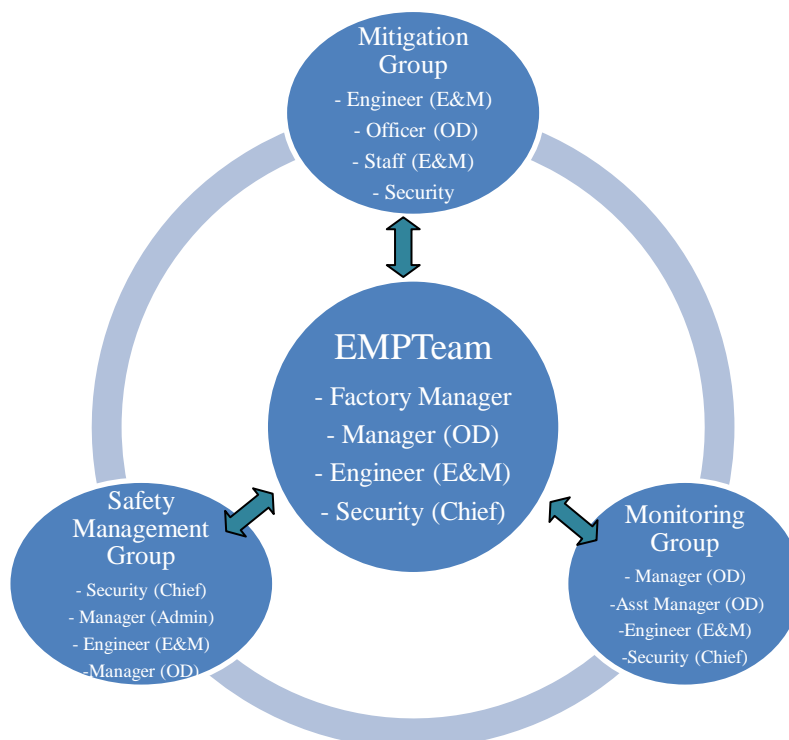 Mitigation
Group
- Engineer (E&M)
- Officer (OD)
- Staff (E&M)
- Security
EMPTeam
- Factory Manager
- Manager (OD)
- Engineer (E&M)
- Security (Chief)
Safety
Management
Group
- Security (Chief)
- Manager (Admin)
- Engineer (E&M)
-Manager (OD)
Monitoring
Group
- Manager (OD)
-Asst Manager (OD)
-Engineer (E&M)
-Security (Chief)